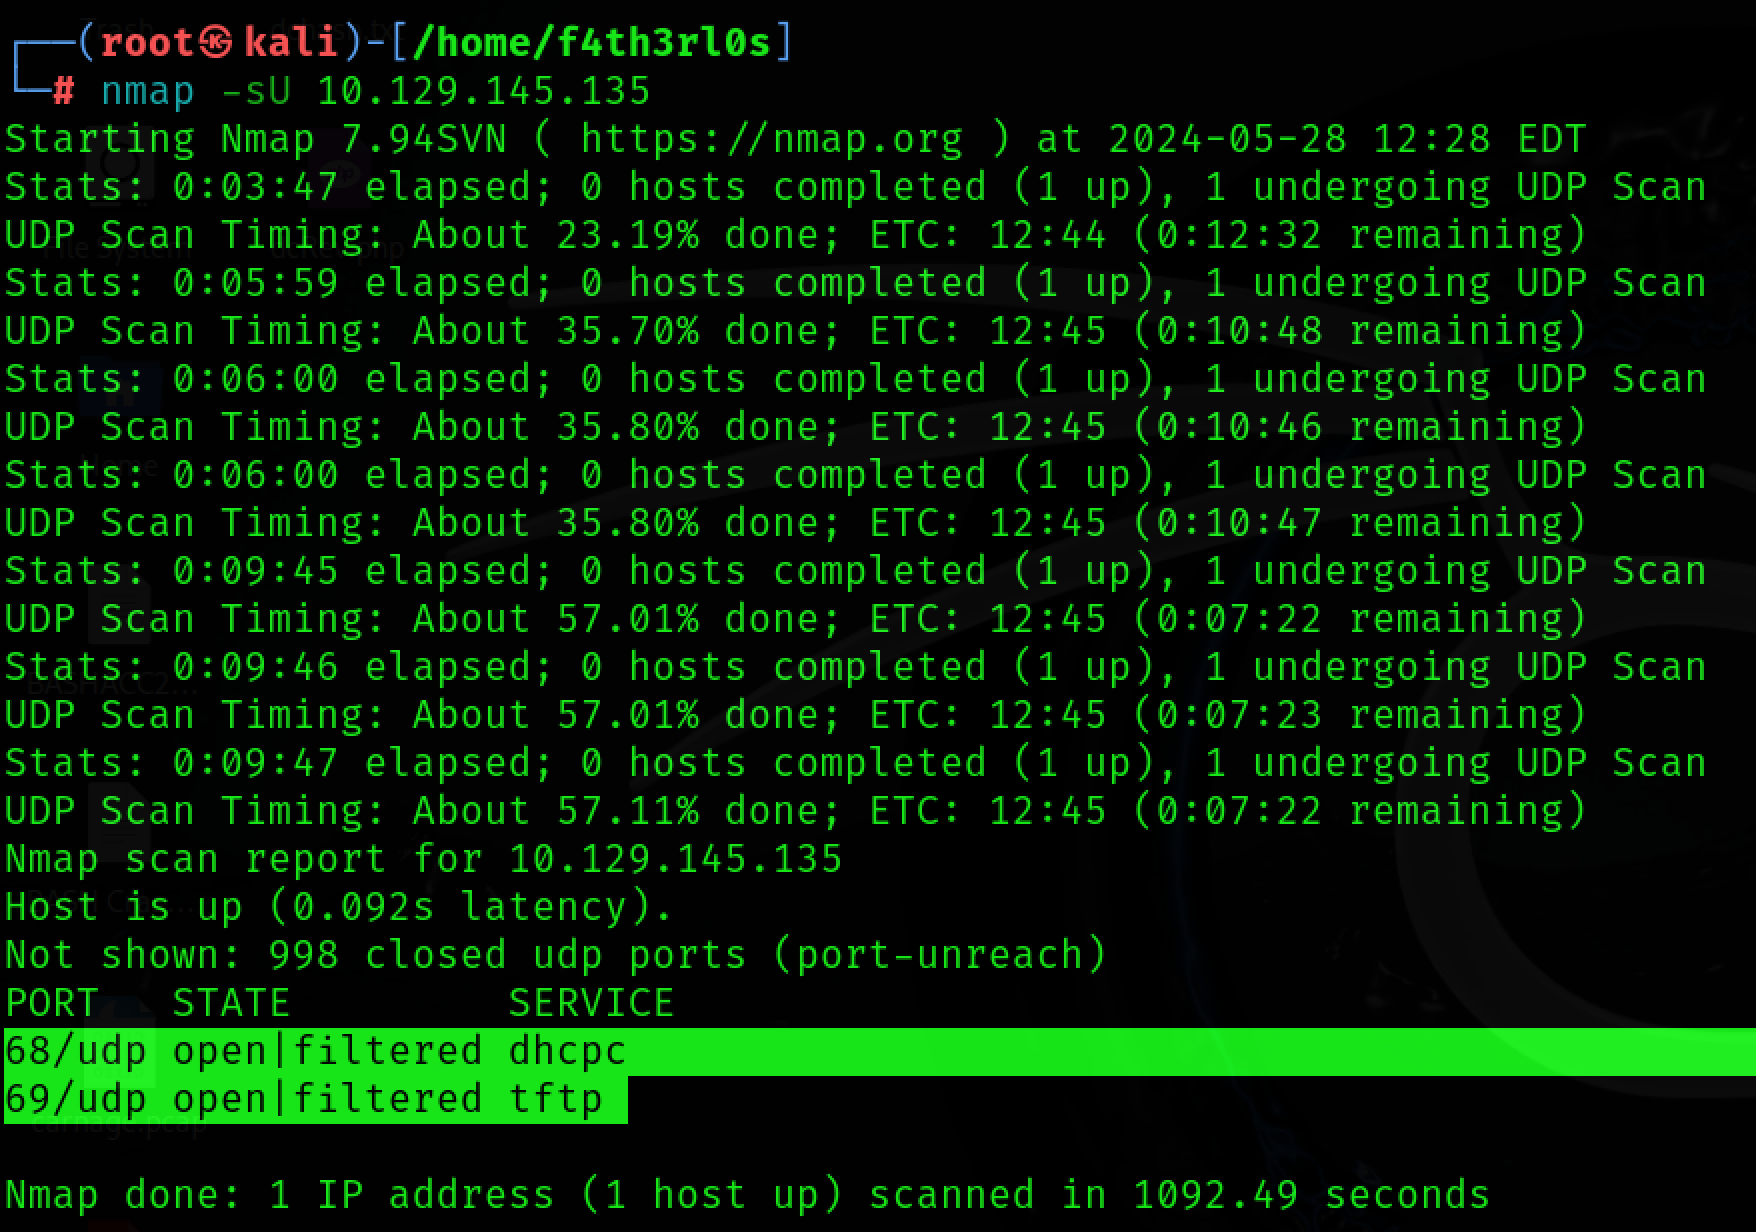 ┌──(root㉿kali)-[/home/f4th3rl0s]
└─# nmap -sU 10.129.145.135
Starting Nmap 7.94SVN ( https://nmap.org ) at 2024-05-28 12:28 EDT
Stats: 0:03:47 elapsed; 0 hosts completed (1 up), 1 undergoing UDP Scan
UDP Scan Timing: About 23.19% done; ETC: 12:44 (0:12:32 remaining)
Stats: 0:05:59 elapsed; 0 hosts completed (1 up), 1 undergoing UDP Scan
UDP Scan Timing: About 35.70% done; ETC: 12:45 (0:10:48 remaining)
Stats: 0:06:00 elapsed; 0 hosts completed (1 up), 1 undergoing UDP Scan
UDP Scan Timing: About 35.80% done; ETC: 12:45 (0:10:46 remaining)
Stats: 0:06:00 elapsed; 0 hosts completed (1 up), 1 undergoing UDP Scan
UDP Scan Timing: About 35.80% done; ETC: 12:45 (0:10:47 remaining)
Stats: 0:09:45 elapsed; 0 hosts completed (1 up), 1 undergoing UDP Scan
UDP Scan Timing: About 57.01% done; ETC: 12:45 (0:07:22 remaining)
Stats: 0:09:46 elapsed; 0 hosts completed (1 up), 1 undergoing UDP Scan
UDP Scan Timing: About 57.01% done; ETC: 12:45 (0:07:23 remaining)
Stats: 0:09:47 elapsed; 0 hosts completed (1 up), 1 undergoing UDP Scan
UDP Scan Timing: About 57.11% done; ETC: 12:45 (0:07:22 remaining)
Nmap scan report for 10.129.145.135
Host is up (0.092s latency).
Not shown: 998 closed udp ports (port-unreach)
PORT   STATE         SERVICE
68/udp open|filtered dhcpc
69/udp open|filtered tftp
carnage.pcap
Nmap done: 1 IP address (1 host up) scanned in 1092.49 seconds